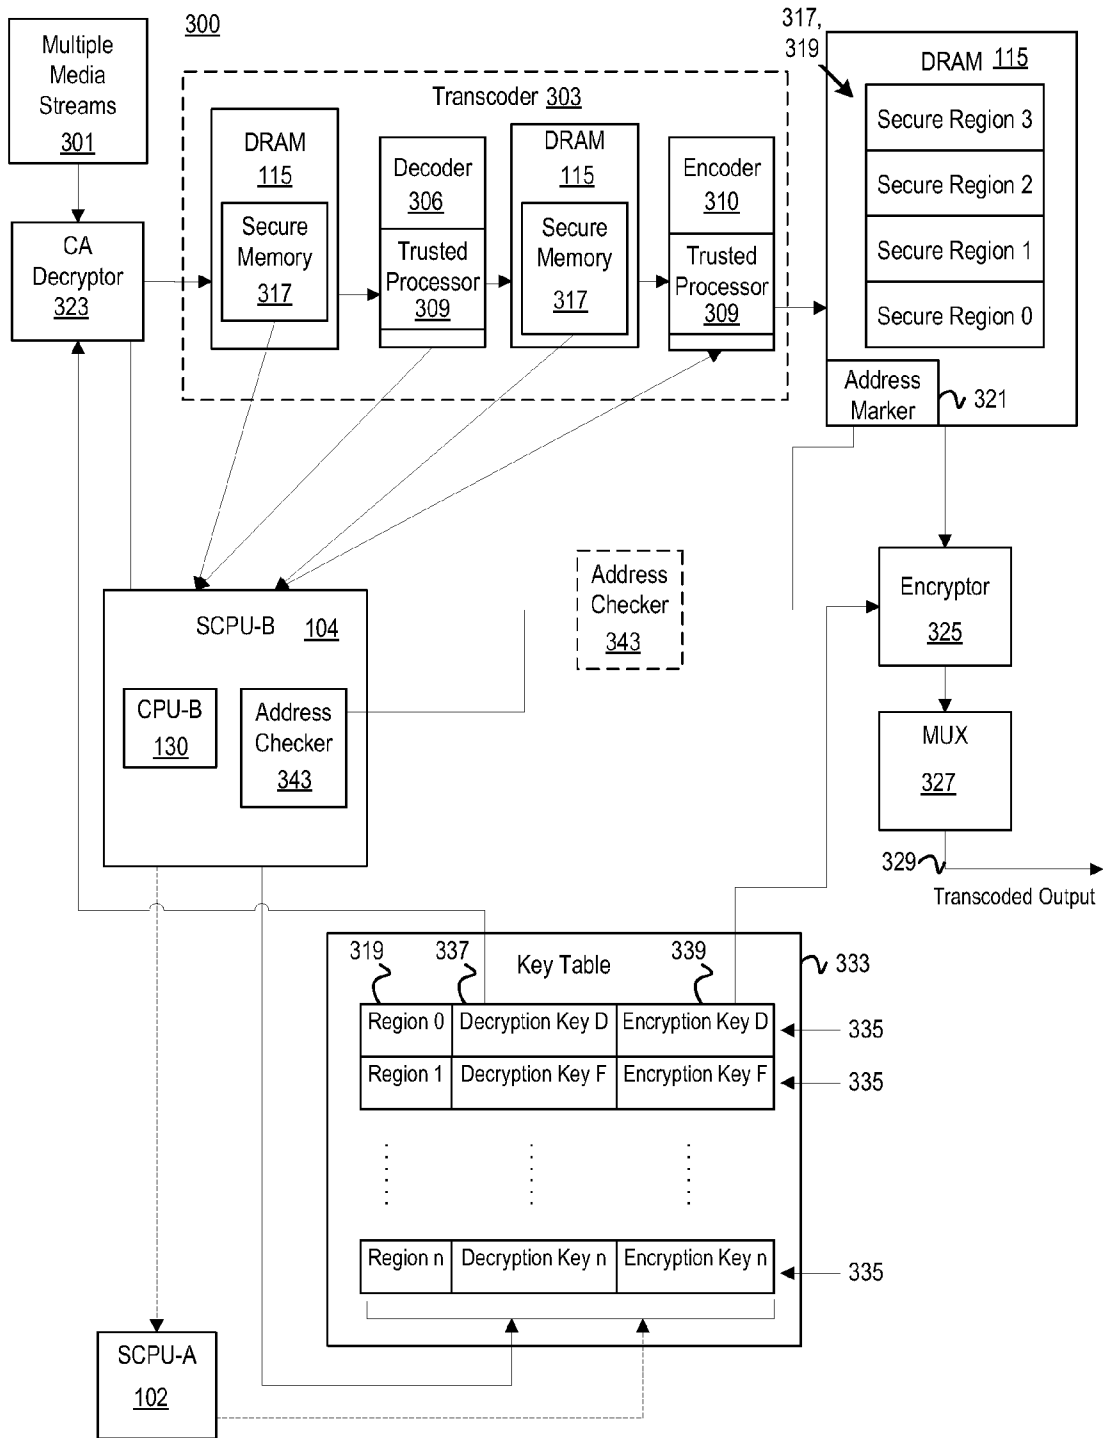 300
Multiple
Media
Streams
301
CA
Decryptor
323
Transcoder 303
DRAM
115
Secure
Memory
317
Decoder
306
Trusted
Processor
309
DRAM
115
Secure
Memory
317
Encoder
310
Trusted
Processor
309
317,
319
DRAM 115
Secure Region 3
Secure Region 2
Secure Region 1
Secure Region 0
Address
Marker
321
SCPU-B 104
CPU-B
130
Address
Checker
343
Address
Checker
343
Encryptor
325
MUX
327
329
Transcoded Output
319
337
339
Key Table
333
Region 0 Decryption Key D Encryption Key D
335
Region 1 Decryption Key F Encryption Key F
335
Region n Decryption Key n Encryption Key n
335
SCPU-A
102